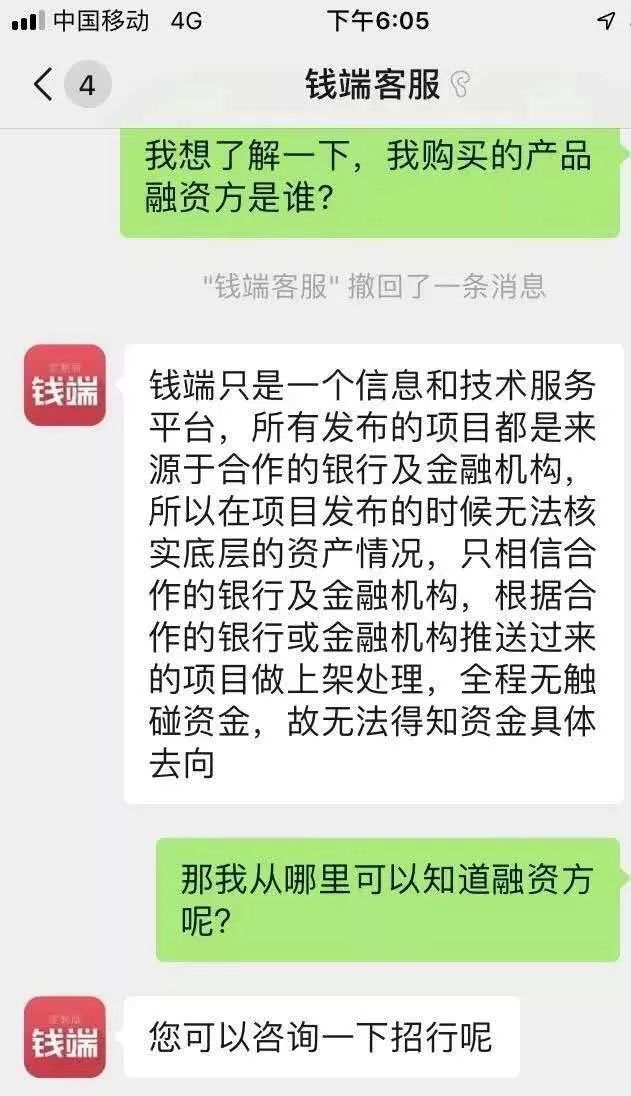 中国移动 4G 下午6:05
4 钱端客服
我想了解一下，我购买的产品
融资方是谁？
"钱端客服" 撤回了一条消息
钱端
钱端只是一个信息和技术服务
平台，所有发布的项目都是来
源于合作的银行及金融机构，
所以在项目发布的时候无法核
实底层的资产情况，只相信合
作的银行及金融机构，根据合
作的银行或金融机构推送过来
的项目做上架处理，全程无触
碰资金，故无法得知资金具体
去向
那我从哪里可以知道融资方
呢？
钱端
您可以咨询一下招行呢